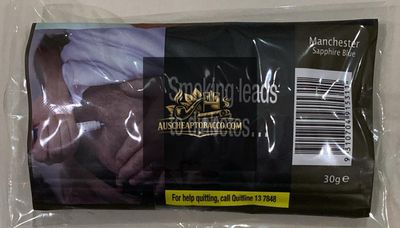 Manchester
Sapphire Blue
Smoking leads
AUSCHEAPTOBACCO.COM
For help quitting, call Quitline 13 7848
30g e